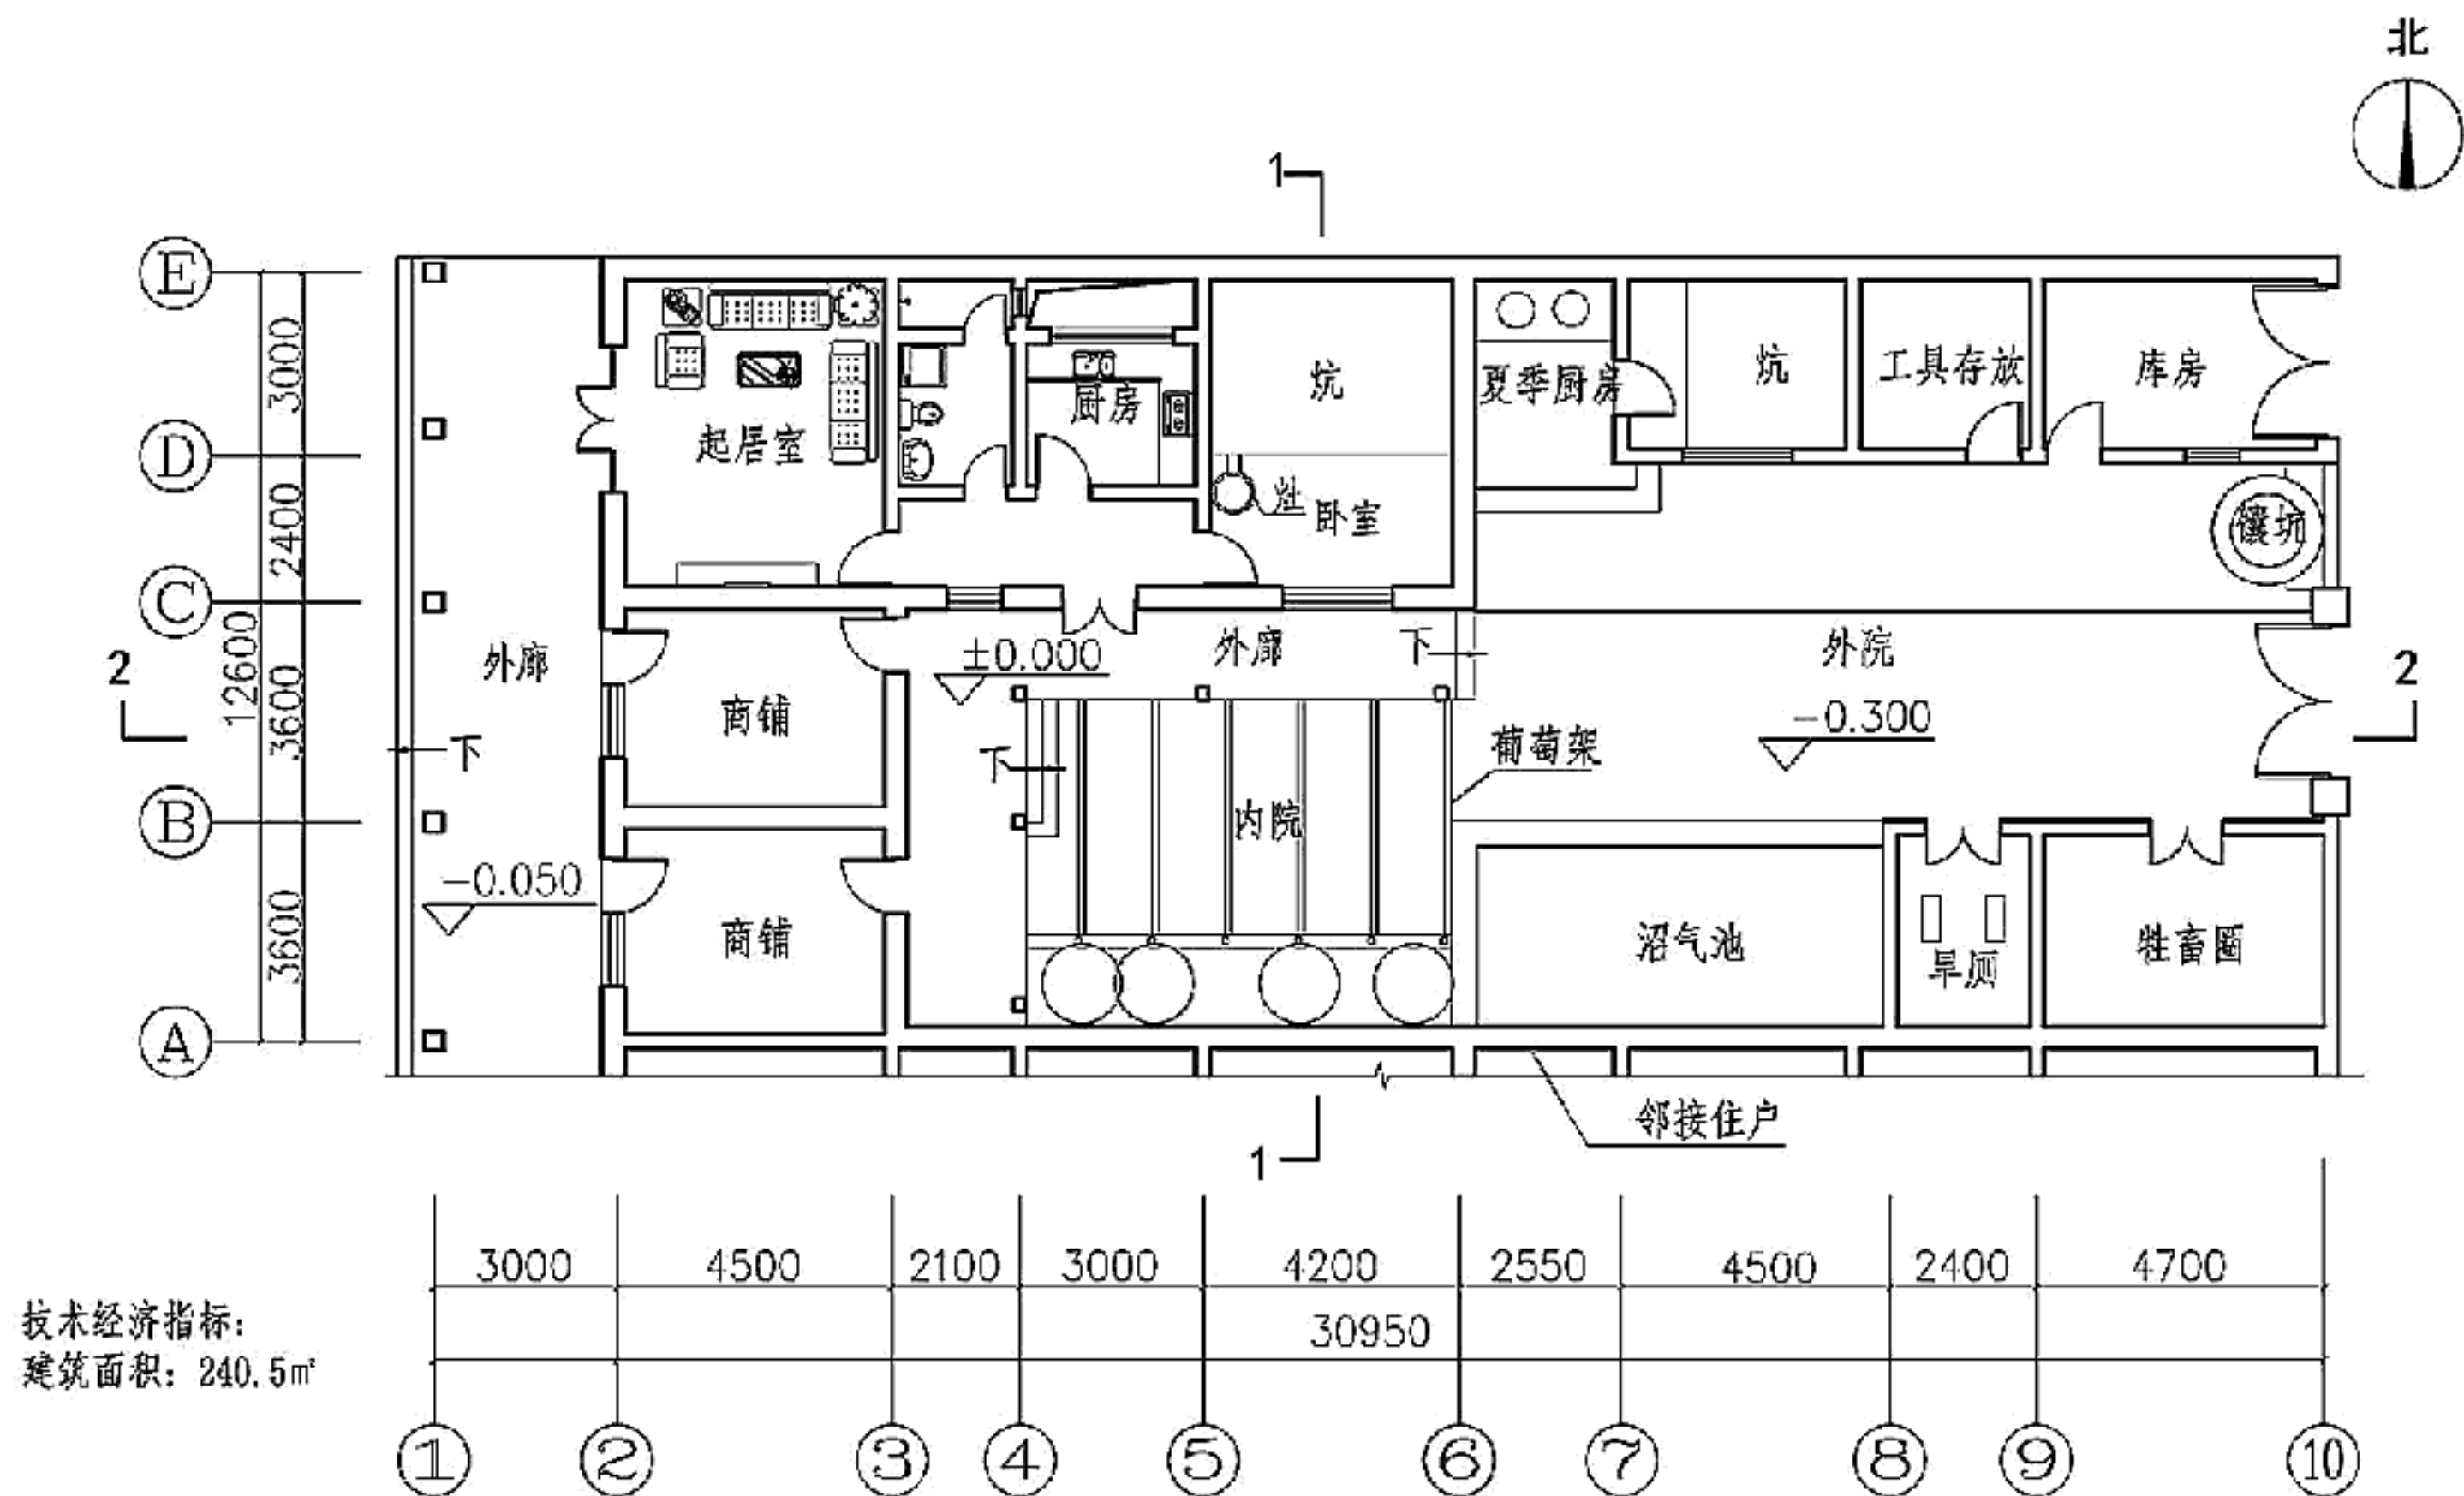 北
1
E
D
C
B
A
3000
2400
3600
3600
12600
2
2
炕
夏季厨房
炕
工具存放
库房
厨房
起居室
灶
卧室
馕坑
外廊
±0.000
外廊
下
外院
商铺
下
下
葡萄架
-0.300
内院
-0.050
商铺
沼气池
旱厕
牲畜圈
邻接住户
1
3000
4500
2100
3000
4200
2550
4500
2400
4700
30950
技术经济指标:
建筑面积: 240.5㎡
1
2
3
4
5
6
7
8
9
10